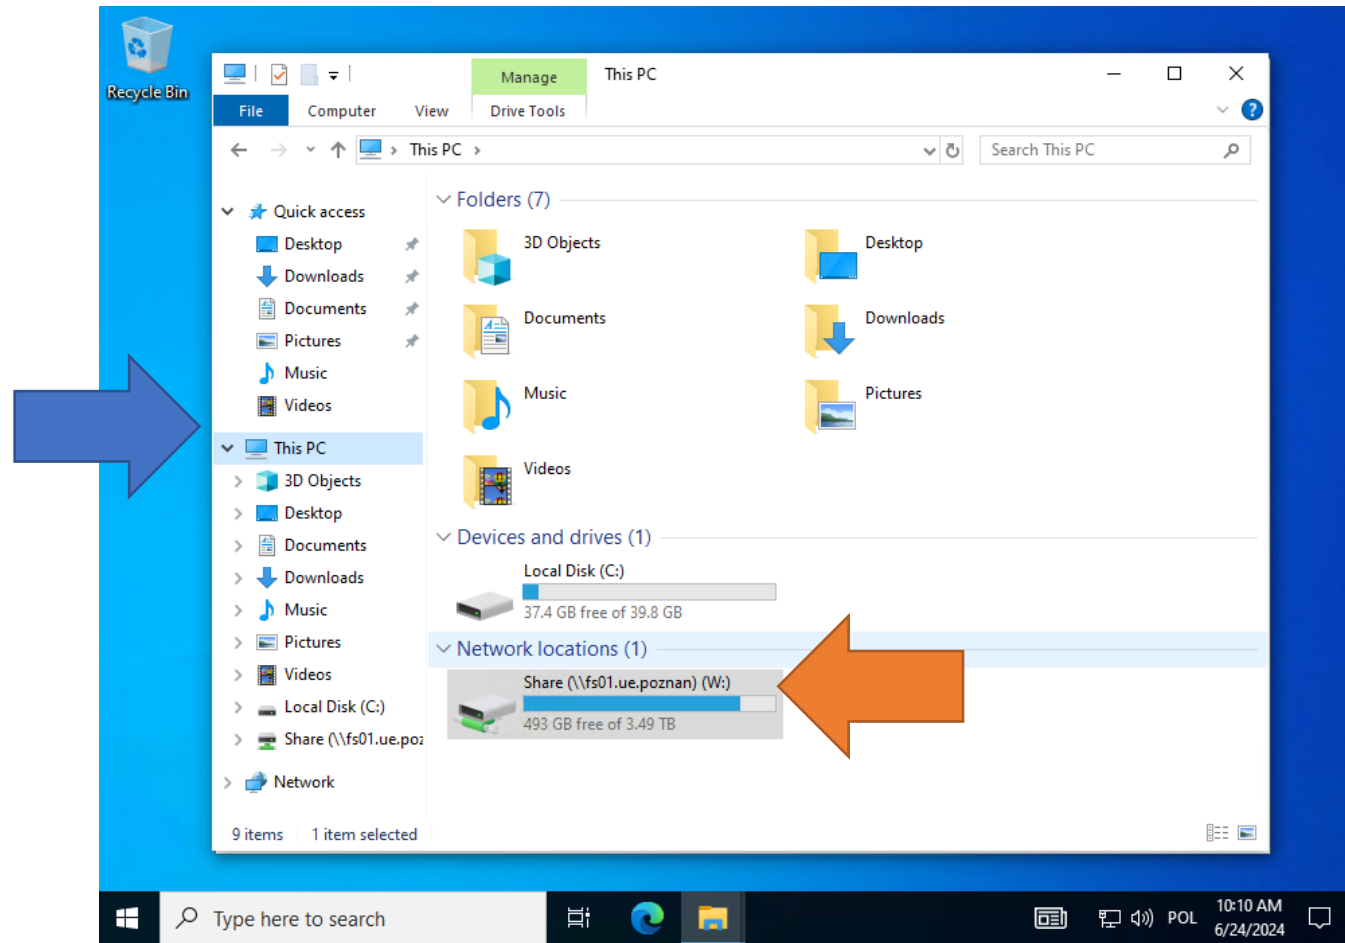 Recycle Bin
Manage
This PC
File
Computer
View
Drive Tools
This PC
Search This PC
Quick access
Desktop
Downloads
Documents
Pictures
Music
Videos
This PC
3D Objects
Desktop
Documents
Downloads
Music
Pictures
Videos
Local Disk (C:)
Share (\\fs01.ue.poz
Network
Folders (7)
3D Objects
Desktop
Documents
Downloads
Music
Pictures
Videos
Devices and drives (1)
Local Disk (C:)
37.4 GB free of 39.8 GB
Network locations (1)
Share (\\fs01.ue.poznan) (W:)
493 GB free of 3.49 TB
9 items
1 item selected
Type here to search
POL
10:10 AM
6/24/2024